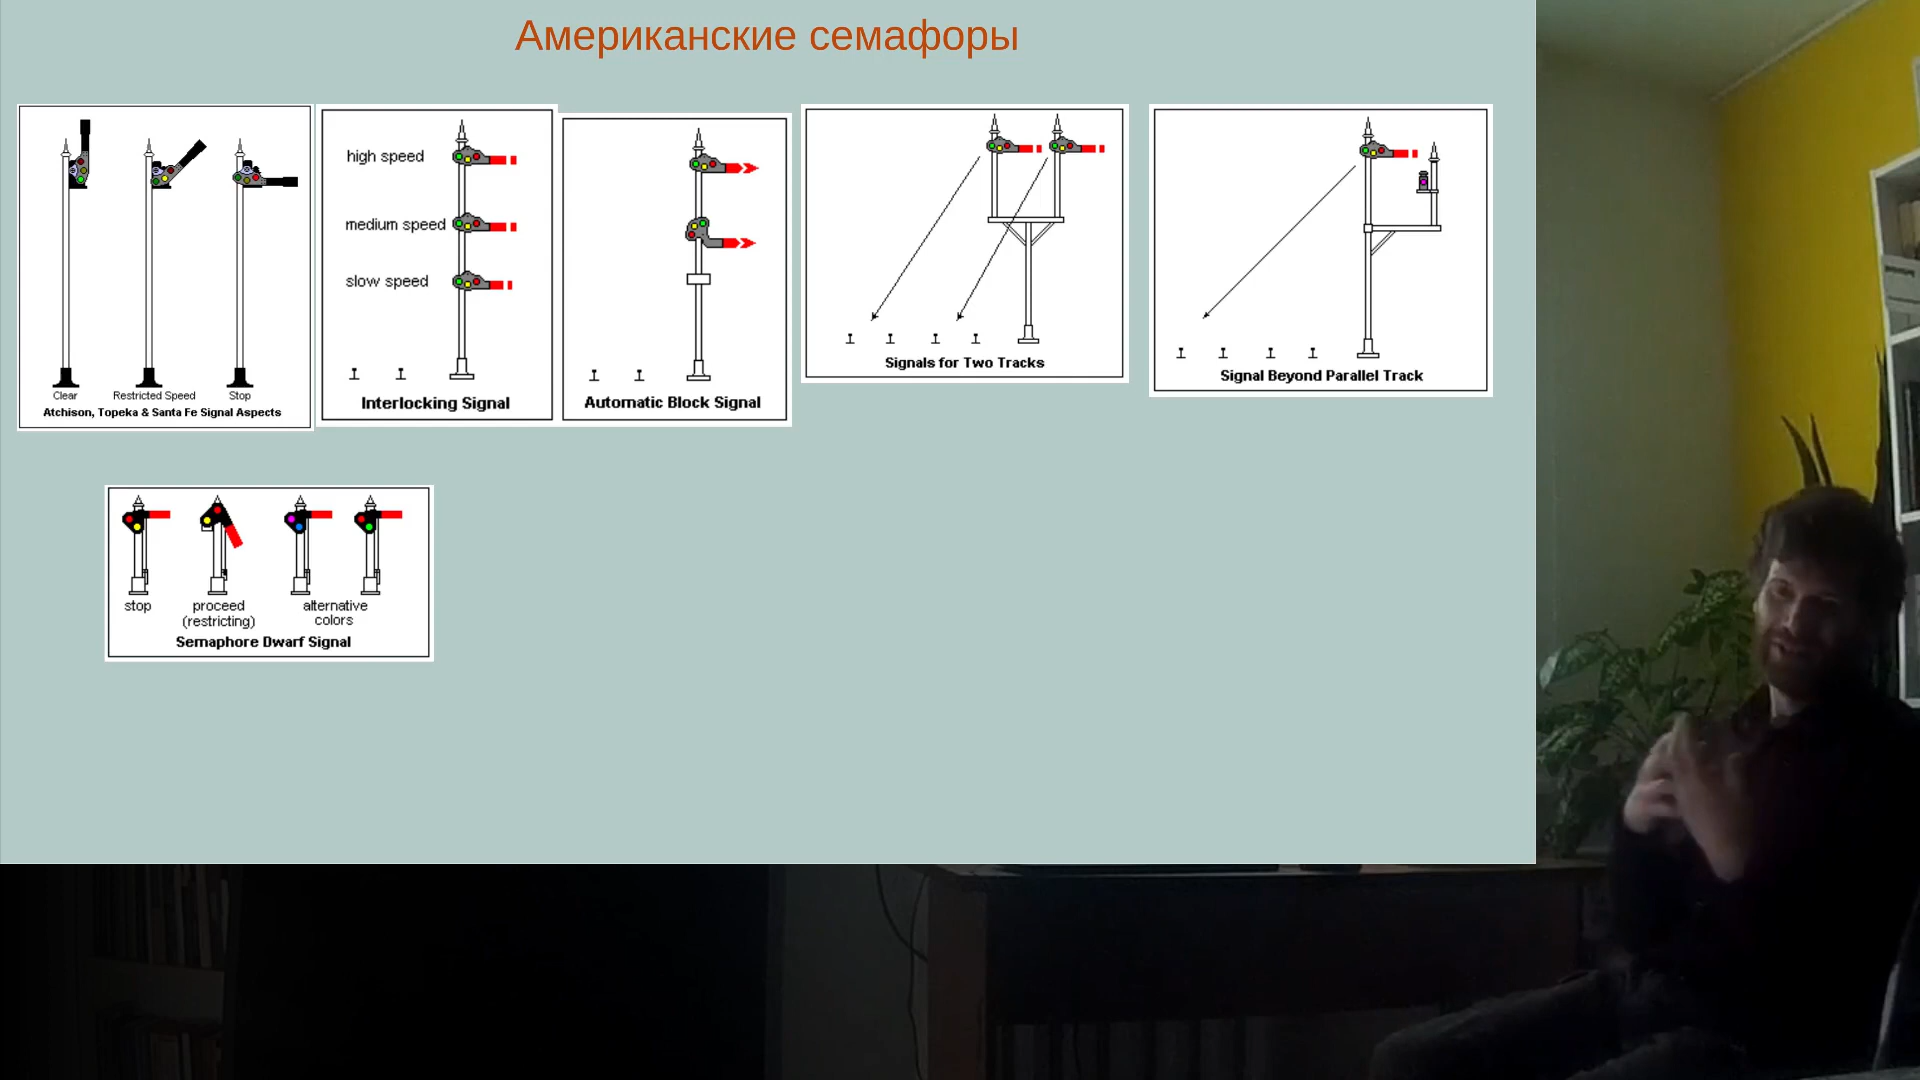 Американские семафоры
Clear
Restricted Speed
Stop
Atchison, Topeka & Santa Fe Signal Aspects
high speed
medium speed
slow speed
Interlocking Signal
Automatic Block Signal
Signals for Two Tracks
Signal Beyond Parallel Track
stop
proceed
(restricting)
alternative
colors
Semaphore Dwarf Signal